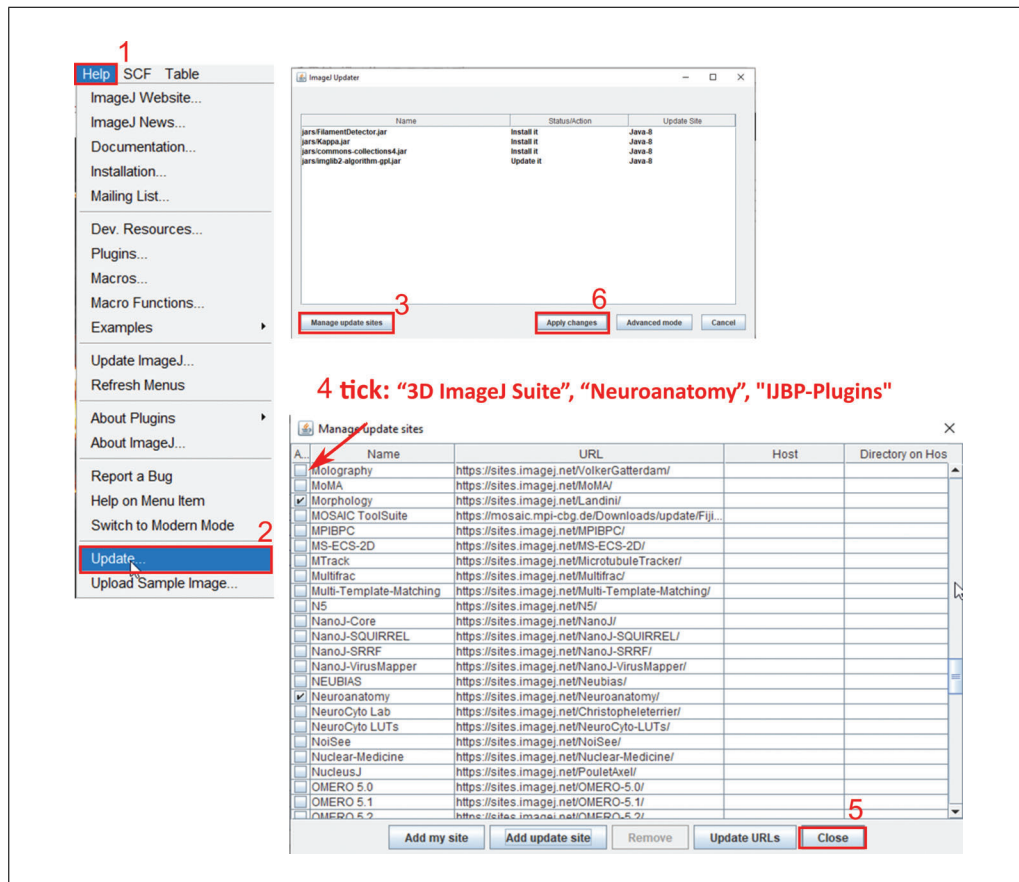 1
Help SCF Table
ImageJ Website...
ImageJ News...
Documentation...
Installation...
Mailing List...
Dev. Resources...
Plugins...
Macros...
Macro Functions...
Examples
Update ImageJ...
Refresh Menus
About Plugins
About ImageJ...
Report a Bug
Help on Menu Item
Switch to Modern Mode
2
Update...
Upload Sample Image...
ImageJ Updater
Name Status/Action Update Site
jars/FilamentDetector.jar Install it Java-8
jars/Kappa.jar Install it Java-8
jars/commons-collections4.jar Install it Java-8
jars/imglib2-algorithm-gpl.jar Update it Java-8
3 6
Manage update sites Apply changes Advanced mode Cancel
4 tick: “3D ImageJ Suite”, “Neuroanatomy”, "IJBP-Plugins"
Manage update sites
A... Name URL Host Directory on Hos
Molography https://sites.imagej.net/VolkerGatterdam/
MoMA https://sites.imagej.net/MoMA/
Morphology https://sites.imagej.net/Landini/
MOSAIC ToolSuite https://mosaic.mpi-cbg.de/Downloads/update/Fiji...
MPIBPC https://sites.imagej.net/MPIBPC/
MS-ECS-2D https://sites.imagej.net/MS-ECS-2D/
MTrack https://sites.imagej.net/MicrotubuleTracker/
Multifrac https://sites.imagej.net/Multifrac/
Multi-Template-Matching https://sites.imagej.net/Multi-Template-Matching/
N5 https://sites.imagej.net/N5/
NanoJ-Core https://sites.imagej.net/NanoJ/
NanoJ-SQUIRREL https://sites.imagej.net/NanoJ-SQUIRREL/
NanoJ-SRRF https://sites.imagej.net/NanoJ-SRRF/
NanoJ-VirusMapper https://sites.imagej.net/NanoJ-VirusMapper/
NEUBIAS https://sites.imagej.net/Neubias/
Neuroanatomy https://sites.imagej.net/Neuroanatomy/
NeuroCyto Lab https://sites.imagej.net/Christopheleterrier/
NeuroCyto LUTs https://sites.imagej.net/NeuroCyto-LUTs/
NoiSee https://sites.imagej.net/NoiSee/
Nuclear-Medicine https://sites.imagej.net/Nuclear-Medicine/
NucleusJ https://sites.imagej.net/PouletAxel/
OMERO 5.0 https://sites.imagej.net/OMERO-5.0/
OMERO 5.1 https://sites.imagej.net/OMERO-5.1/
OMERO 5.2 https://sites.imagej.net/OMERO-5.2/
5
Add my site Add update site Remove Update URLs Close